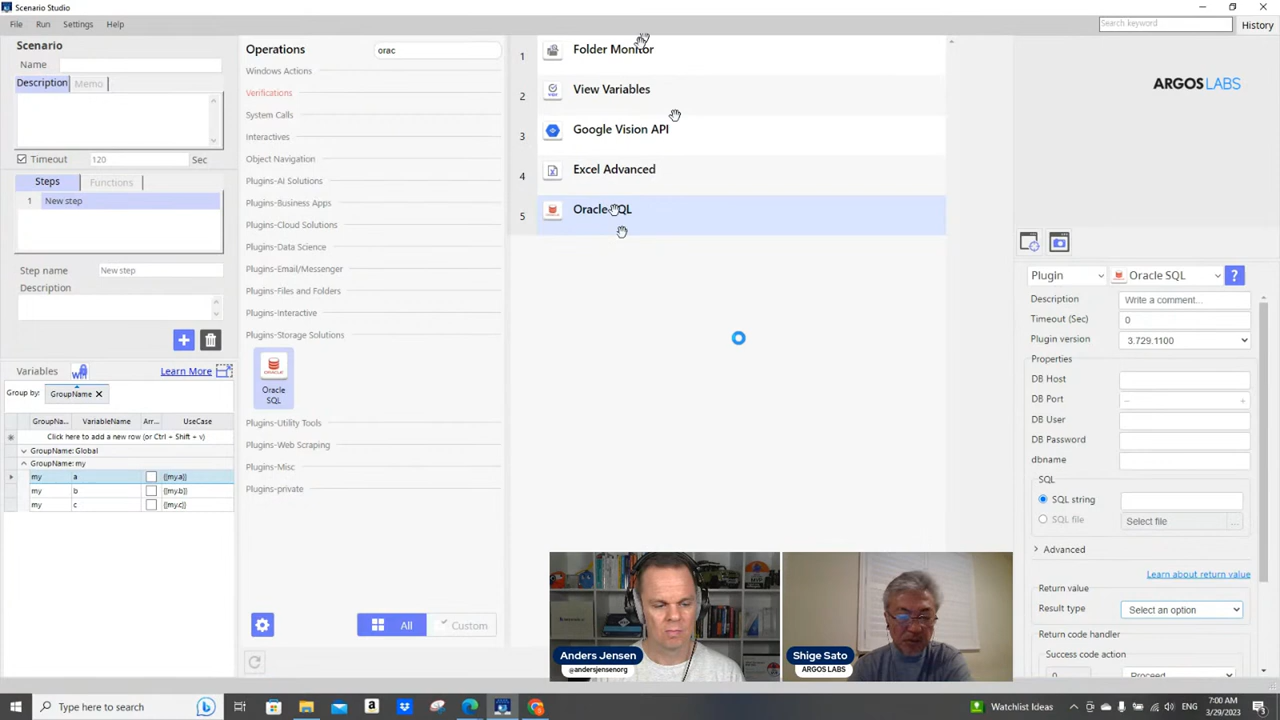 Scenario Studio
File Run Settings Help
Search keyword
History
Scenario
Name
Description Memo
Timeout 120 Sec
Steps Functions
1 New step
Step name New step
Description
Variables
Learn More
Group by: GroupName
GroupNa... VariableName Arr... UseCase
Click here to add a new row (or Ctrl + Shift + v)
GroupName: Global
GroupName: my
my a {{my.a}}
my b {{my.b}}
my c {{my.c}}
Operations
orac
Windows Actions
Verifications
System Calls
Interactives
Object Navigation
Plugins-AI Solutions
Plugins-Business Apps
Plugins-Cloud Solutions
Plugins-Data Science
Plugins-Email/Messenger
Plugins-Files and Folders
Plugins-Interactive
Plugins-Storage Solutions
ORACLE
Oracle
SQL
Plugins-Utility Tools
Plugins-Web Scraping
Plugins-Misc
Plugins-private
All
Custom
1 Folder Monitor
2 View Variables
3 Google Vision API
4 Excel Advanced
5 Oracle SQL
ARGOS LABS
Plugin Oracle SQL ?
Description Write a comment...
Timeout (Sec) 0
Plugin version 3.729.1100
Properties
DB Host
DB Port
DB User
DB Password
dbname
SQL
SQL string
SQL file Select file ...
Advanced
Learn about return value
Return value
Result type Select an option
Return code handler
Success code action
0 Proceed
Anders Jensen
@andersjensenorg
Shige Sato
ARGOS LABS
Type here to search
Watchlist Ideas
ENG
7:00 AM
3/29/2023